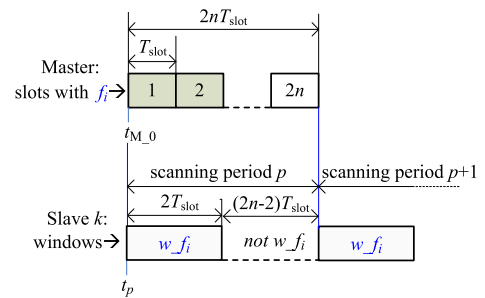 2nT_slot
T_slot
Master:
slots with f_i
1 2 2n
t_M_0
scanning period p scanning period p+1
2T_slot (2n-2)T_slot
Slave k:
windows
w_f_i not w_f_i w_f_i
t_p